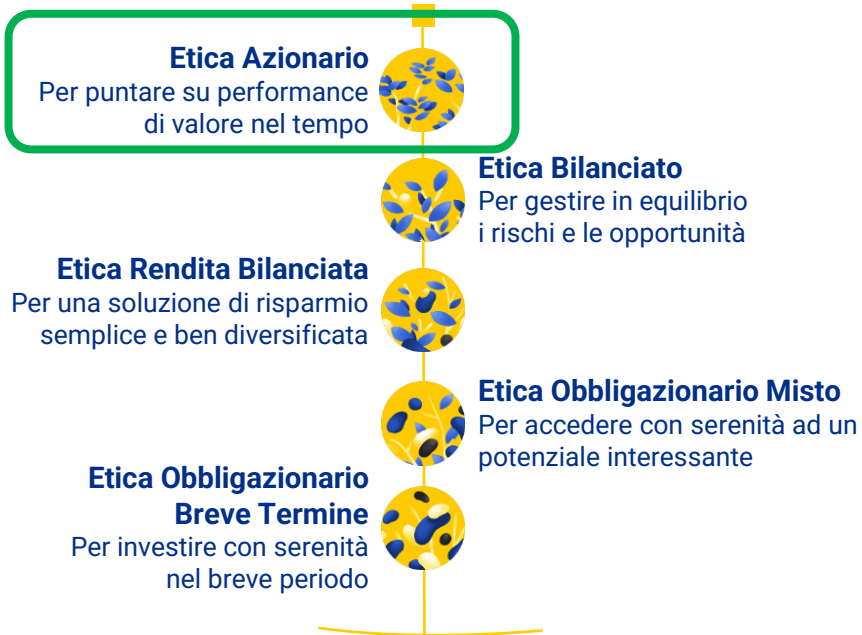 Etica Azionario
Per puntare su performance
di valore nel tempo
Etica Bilanciato
Per gestire in equilibrio
i rischi e le opportunità
Etica Rendita Bilanciata
Per una soluzione di risparmio
semplice e ben diversificata
Etica Obbligazionario Misto
Per accedere con serenità ad un
potenziale interessante
Etica Obbligazionario
Breve Termine
Per investire con serenità
nel breve periodo